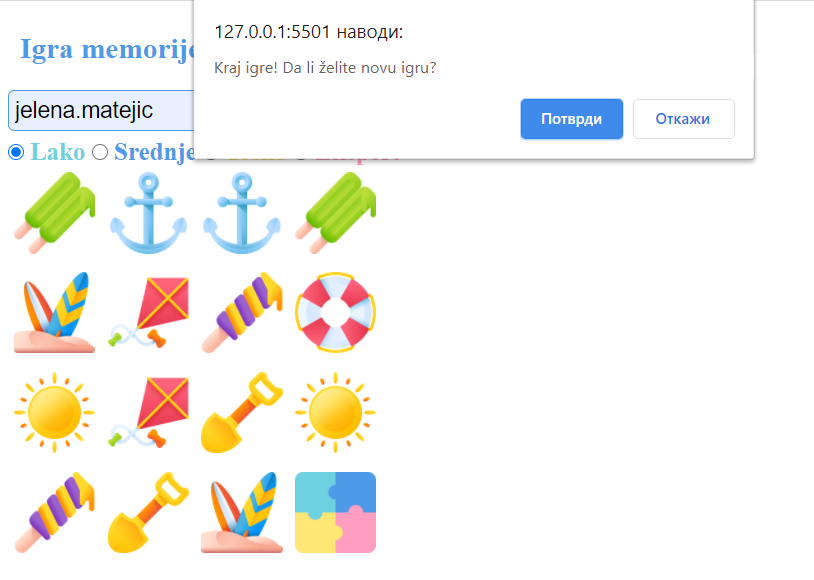 127.0.0.1:5501 наводи:
Kraj igre! Da li želite novu igru?
Потврди Откажи
Igra memorije
jelena.matejic
Lako Srednje